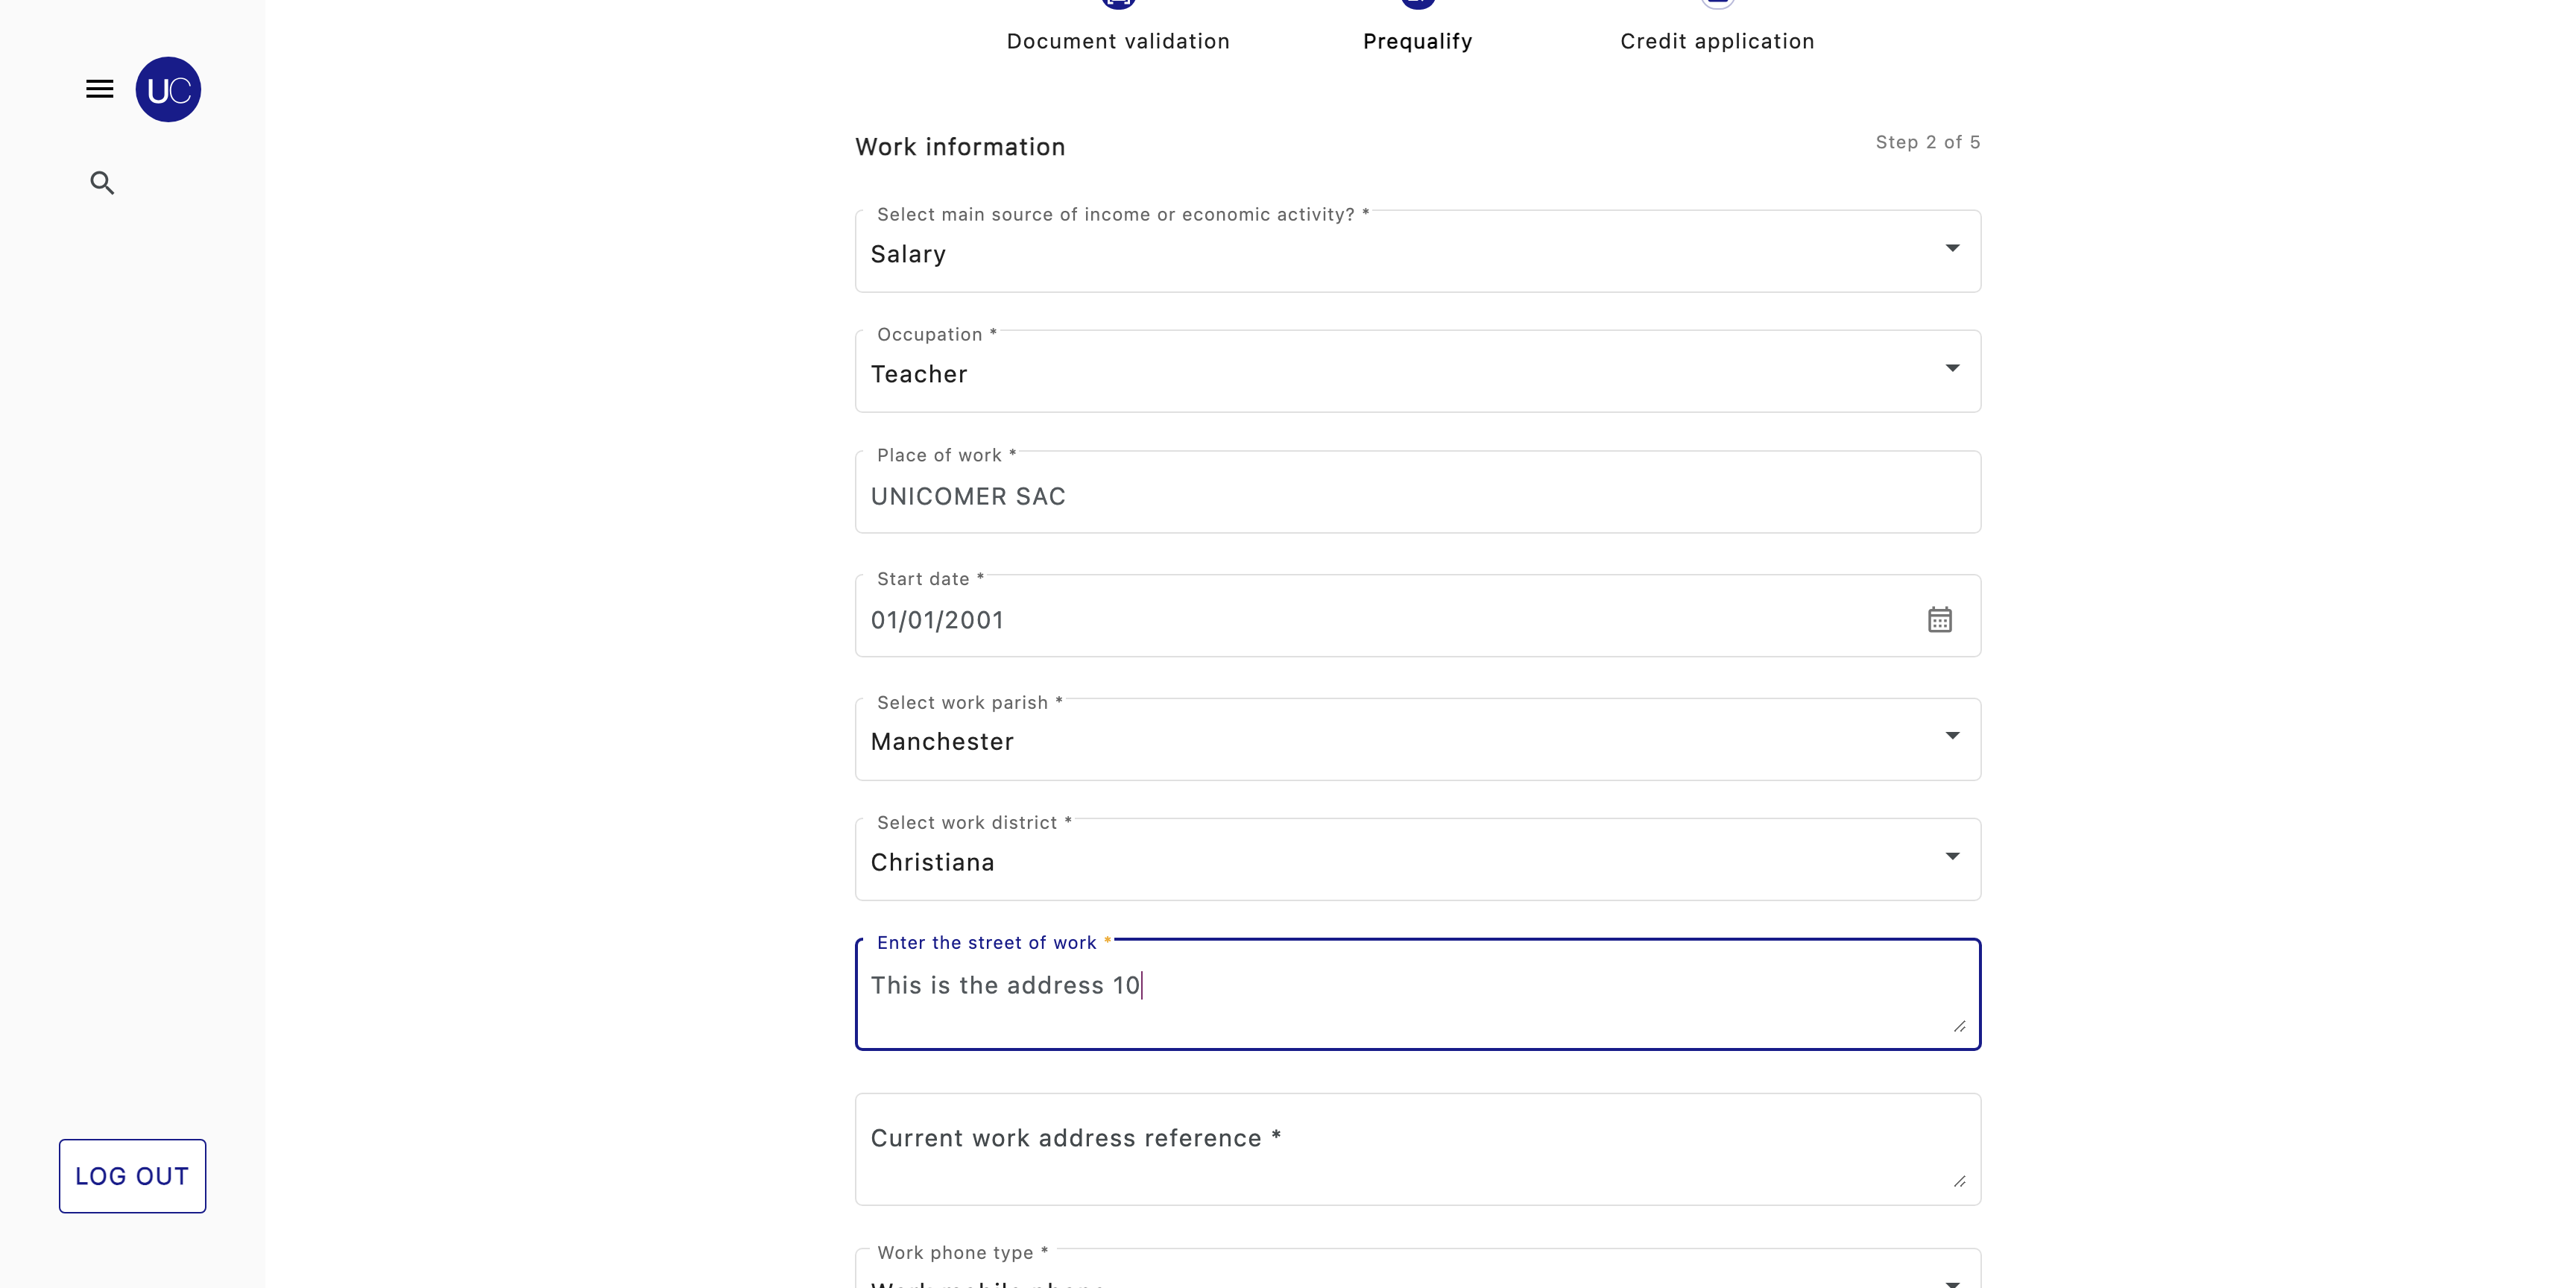 Document validation
Prequalify
Credit application
UC
Work information
Step 2 of 5
Select main source of income or economic activity? *
Salary
Occupation *
Teacher
Place of work *
UNICOMER SAC
Start date *
01/01/2001
Select work parish *
Manchester
Select work district *
Christiana
Enter the street of work *
This is the address 10
Current work address reference *
LOG OUT
Work phone type *
Work mobile phone